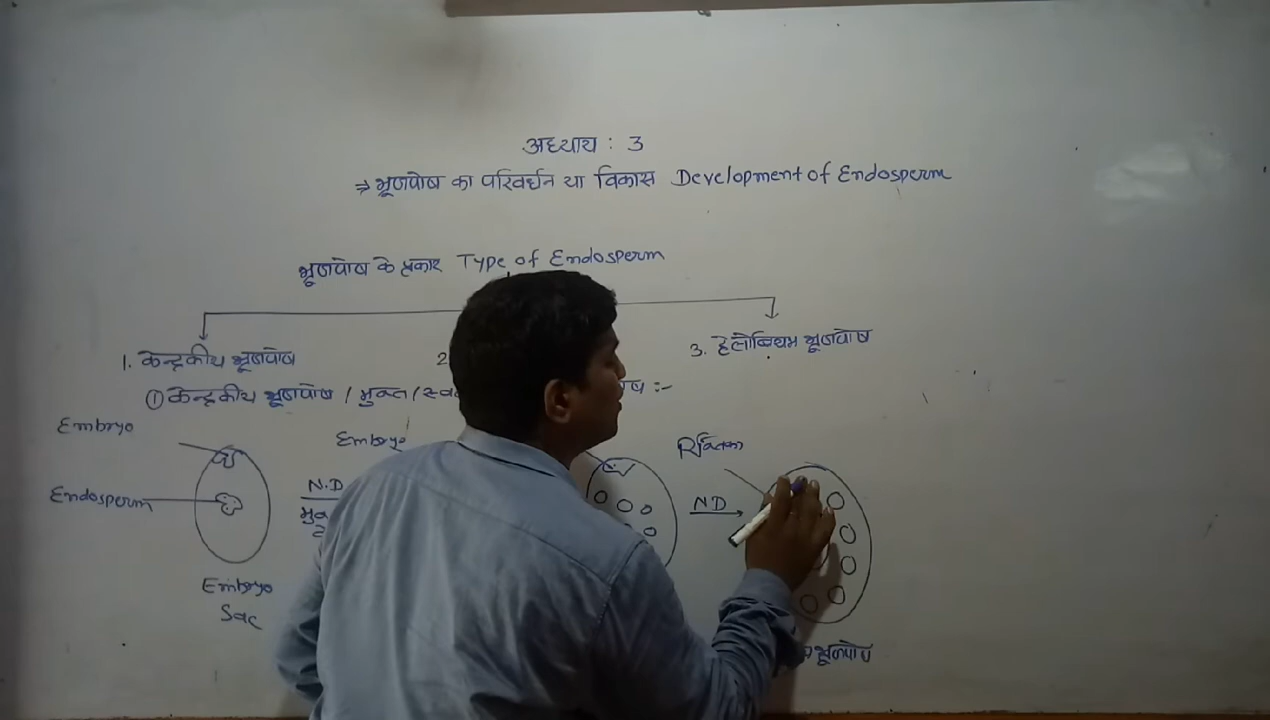 अध्याय : 3
⇒ भ्रूणपोष का परिवर्धन या विकास Development of Endosperm
भ्रूणपोष के प्रकार Type of Endosperm
1. केन्द्रकीय भ्रूणपोष 2 3. हेलोबियम भ्रूणपोष
① केन्द्रकीय भ्रूणपोष / मुक्त / :-
Embryo Embryo रिक्तिका
Endosperm N.D ND
Embryo
Sac भ्रूणपोष